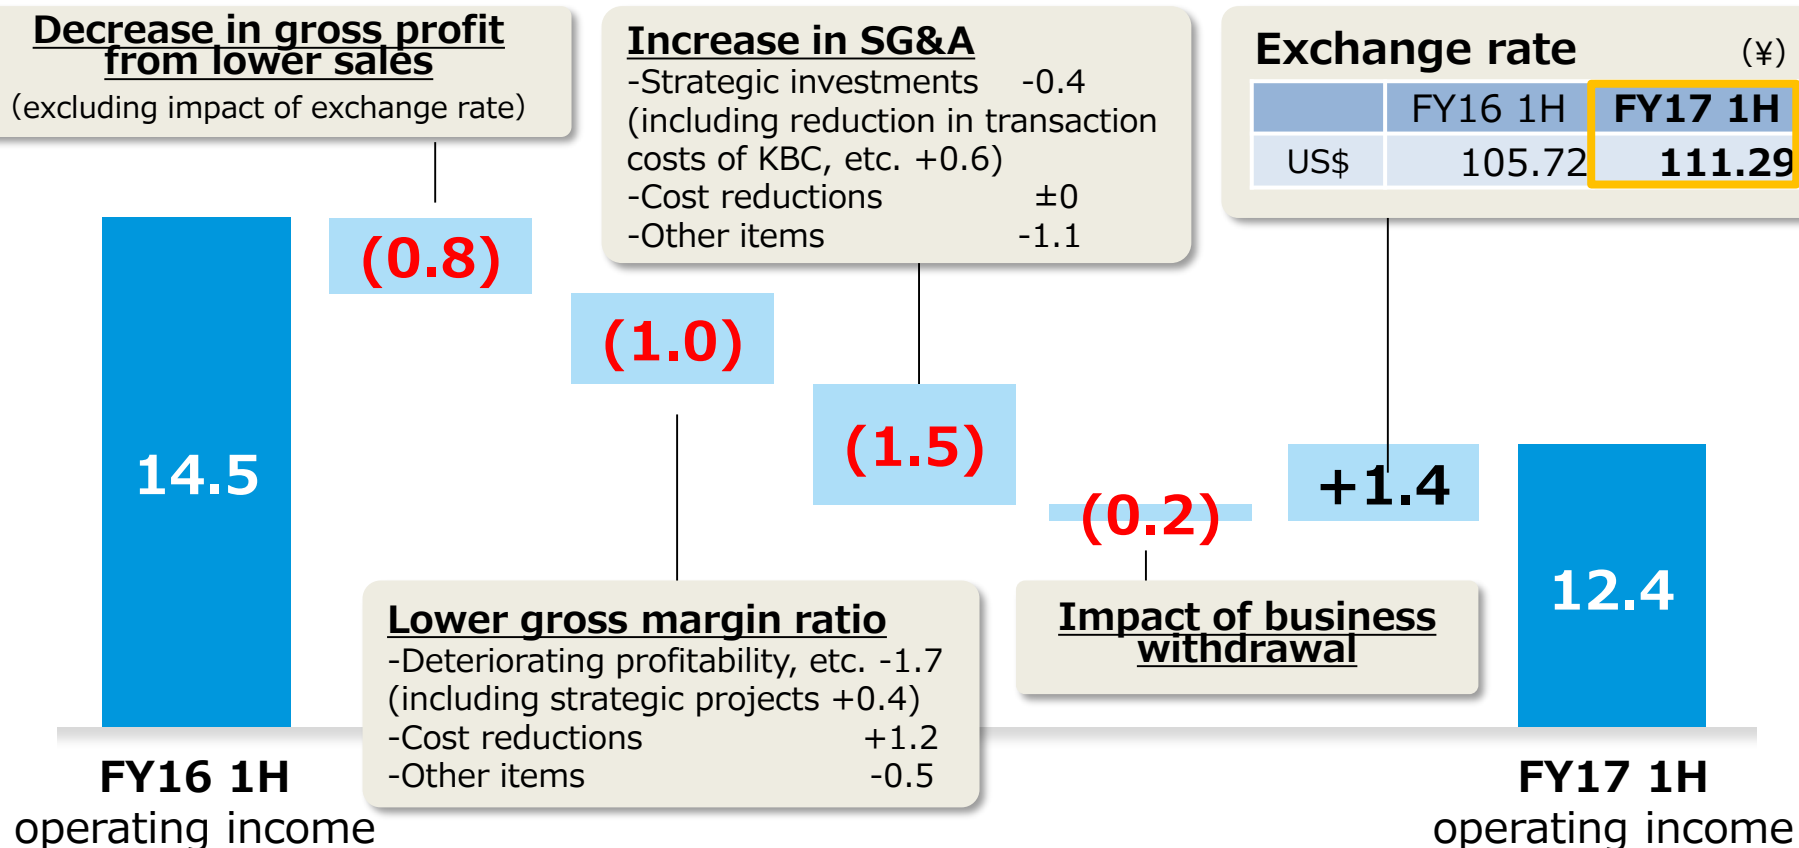 Decrease in gross profit
from lower sales
(excluding impact of exchange rate)
Increase in SG&A
-Strategic investments -0.4
(including reduction in transaction
costs of KBC, etc. +0.6)
-Cost reductions ±0
-Other items -1.1
Exchange rate (¥)
FY16 1H FY17 1H
US$ 105.72 111.29
14.5
(0.8)
(1.0)
(1.5)
(0.2)
+1.4
12.4
Lower gross margin ratio
-Deteriorating profitability, etc. -1.7
(including strategic projects +0.4)
-Cost reductions +1.2
-Other items -0.5
Impact of business
withdrawal
FY16 1H
operating income
FY17 1H
operating income